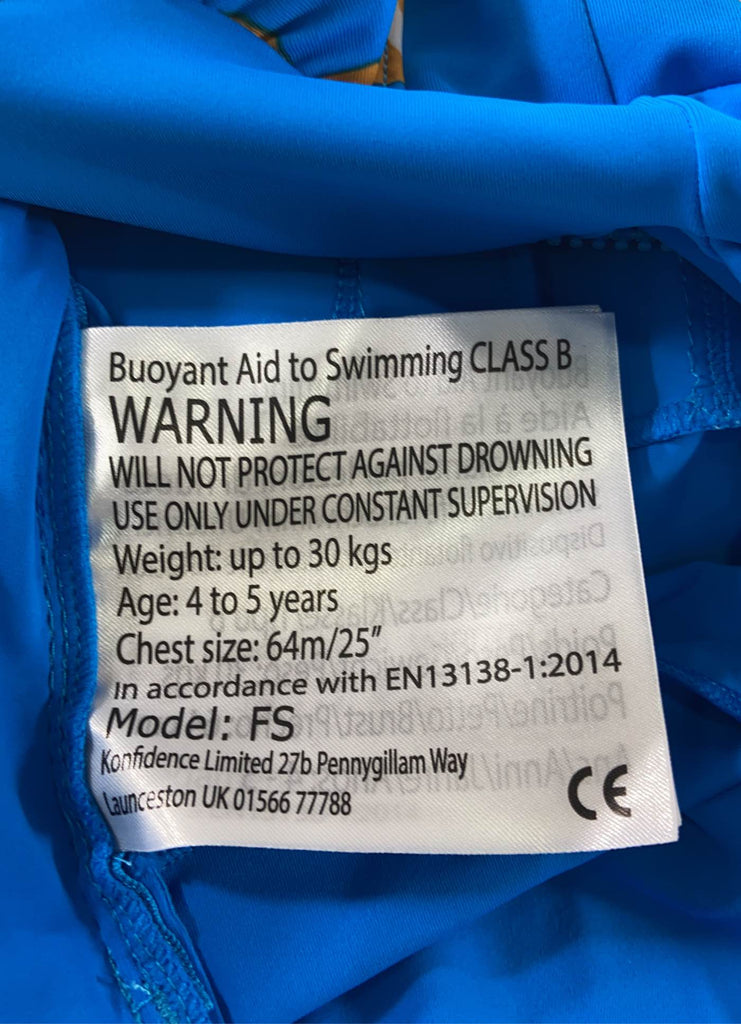 Buoyant Aid to Swimming CLASS B
WARNING
WILL NOT PROTECT AGAINST DROWNING
USE ONLY UNDER CONSTANT SUPERVISION
Weight: up to 30 kgs
Age: 4 to 5 years
Chest size: 64m/25”
In accordance with EN13138-1:2014
Model: FS
Konfidence Limited 27b Pennygillam Way
Launceston UK 01566 77788
CE